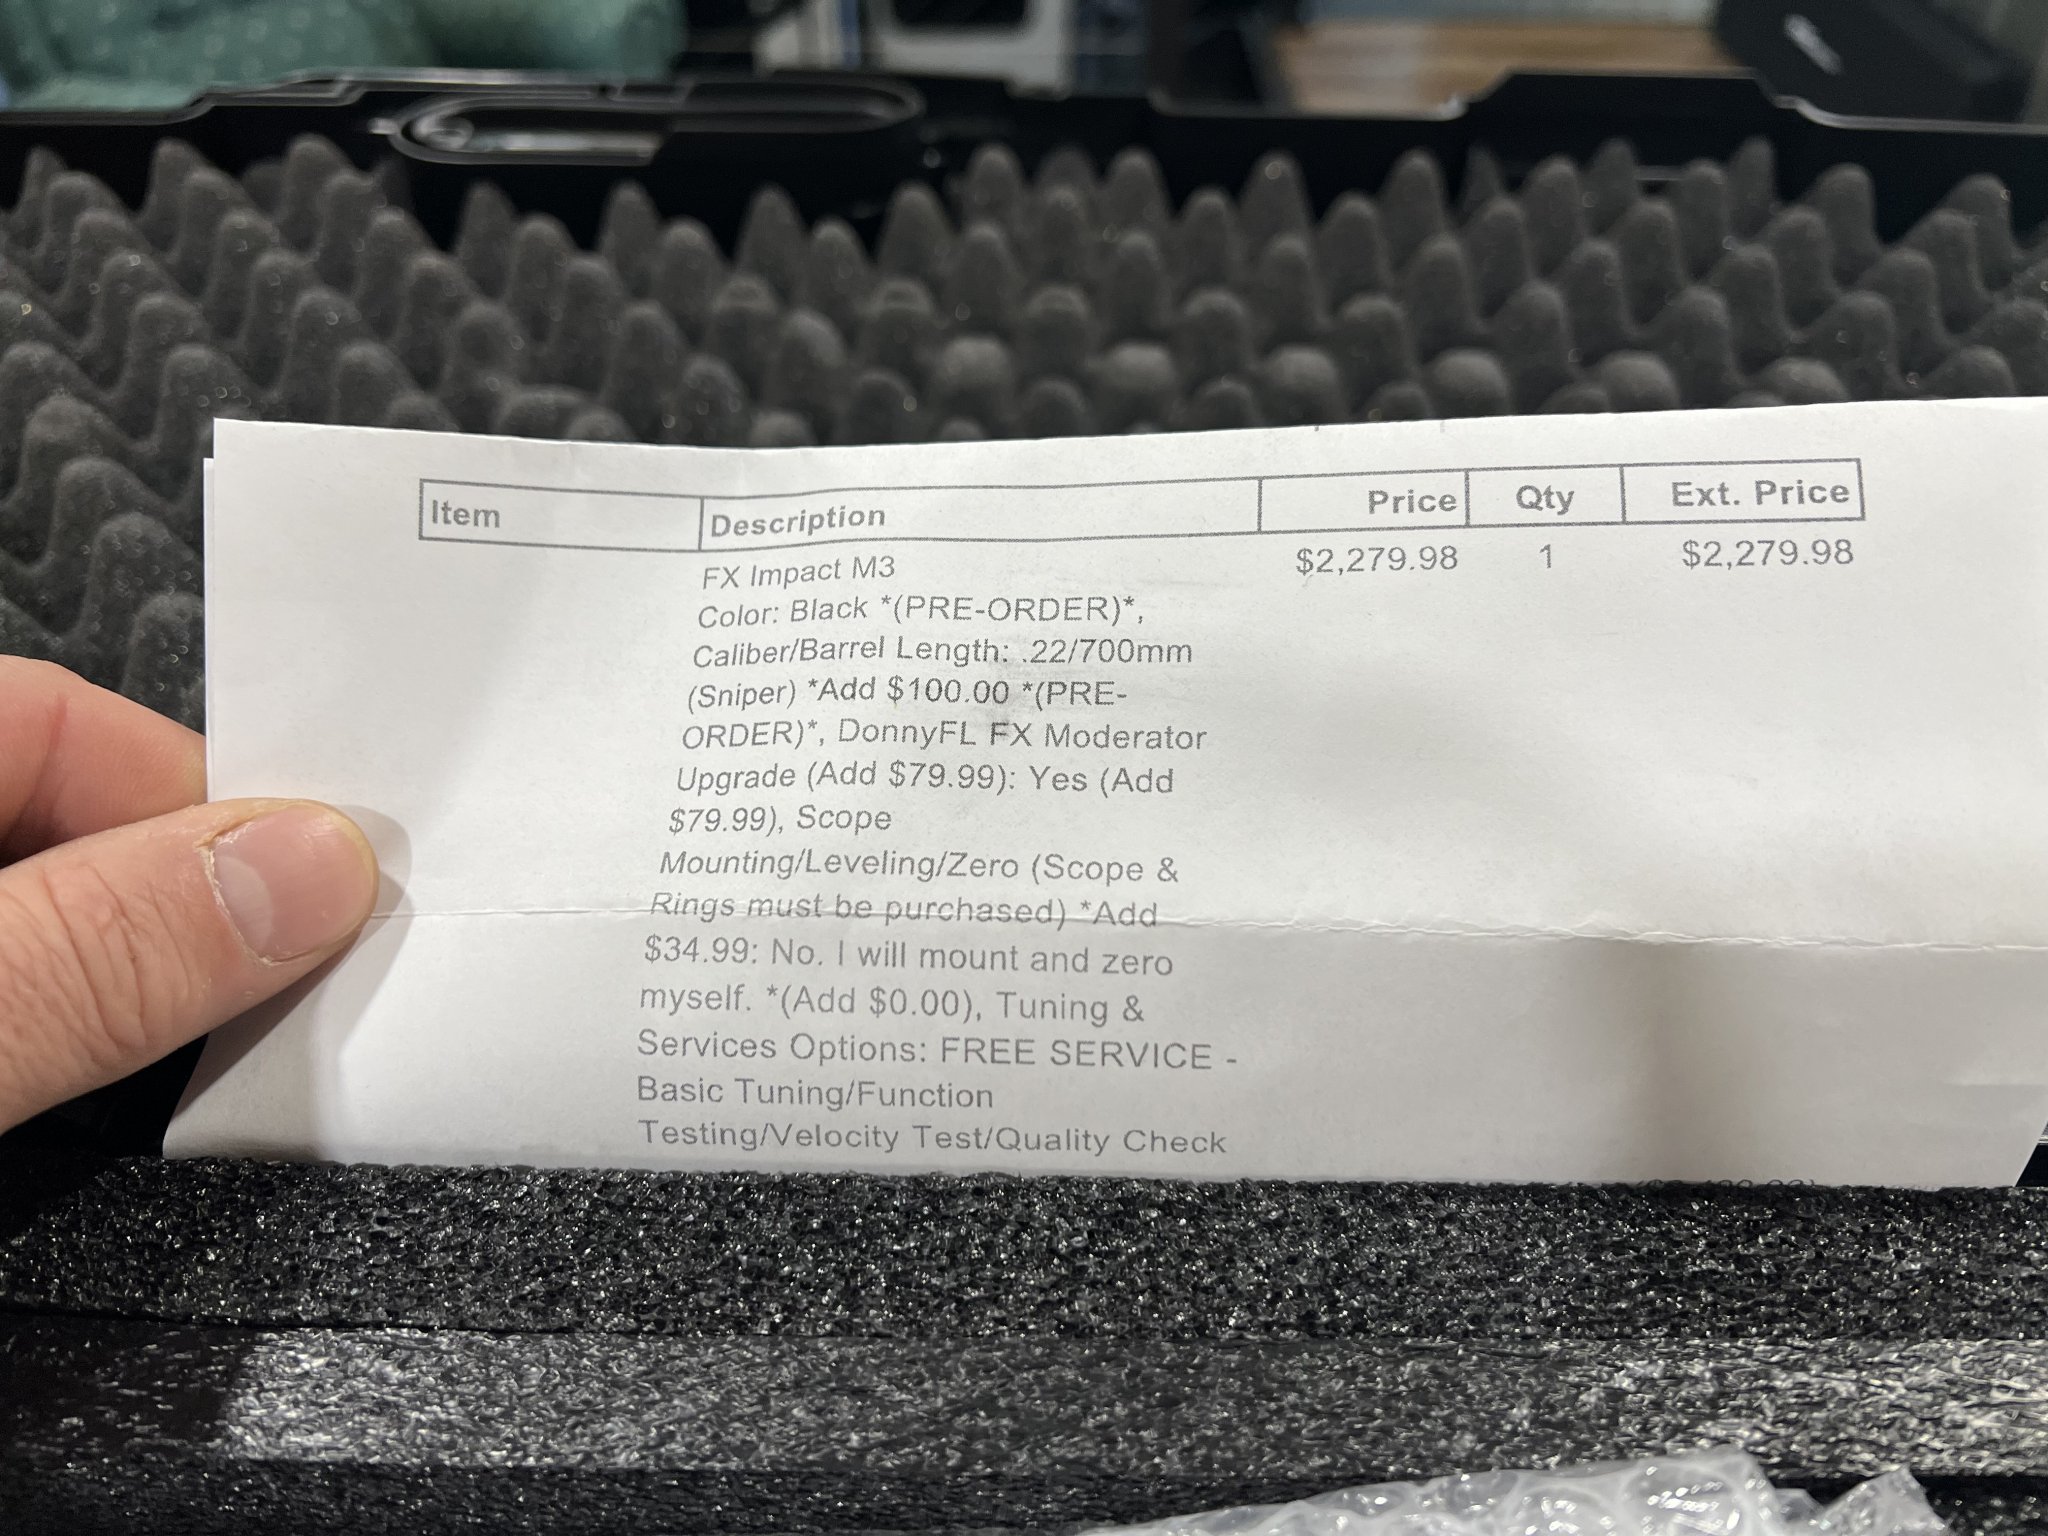 Item Description Price Qty Ext. Price
FX Impact M3 $2,279.98 1 $2,279.98
Color: Black *(PRE-ORDER)*,
Caliber/Barrel Length: .22/700mm
(Sniper) *Add $100.00 *(PRE-
ORDER)*, DonnyFL FX Moderator
Upgrade (Add $79.99): Yes (Add
$79.99), Scope
Mounting/Leveling/Zero (Scope &
Rings must be purchased) *Add
$34.99: No. I will mount and zero
myself. *(Add $0.00), Tuning &
Services Options: FREE SERVICE -
Basic Tuning/Function
Testing/Velocity Test/Quality Check